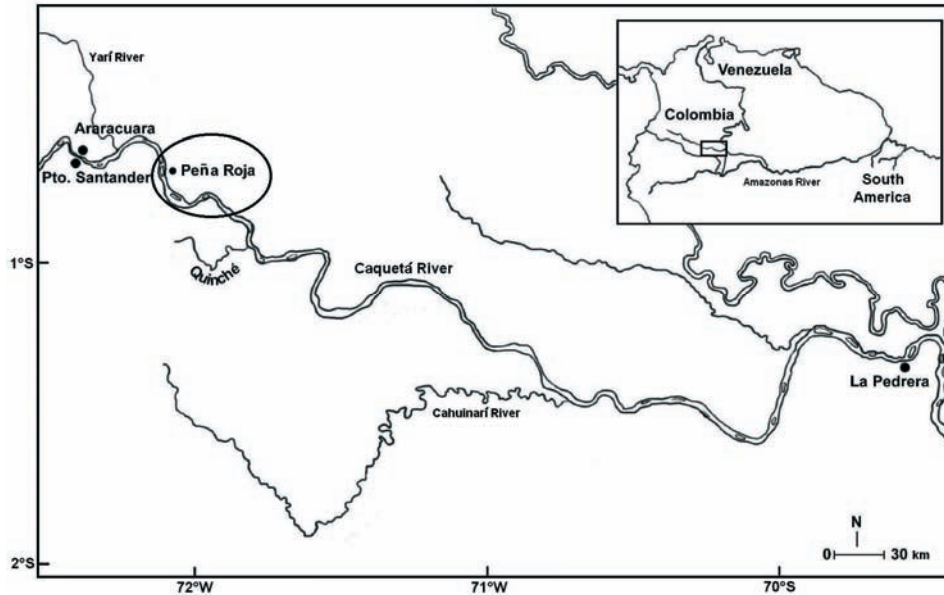 Yarí River
Araracuara
Pto. Santander
Peña Roja
Venezuela
Colombia
Amazonas River
South
America
1°S
Quinché
Caquetá River
La Pedrera
Cahuinarí River
N
0 30 km
2°S
72°W
71°W
70°S